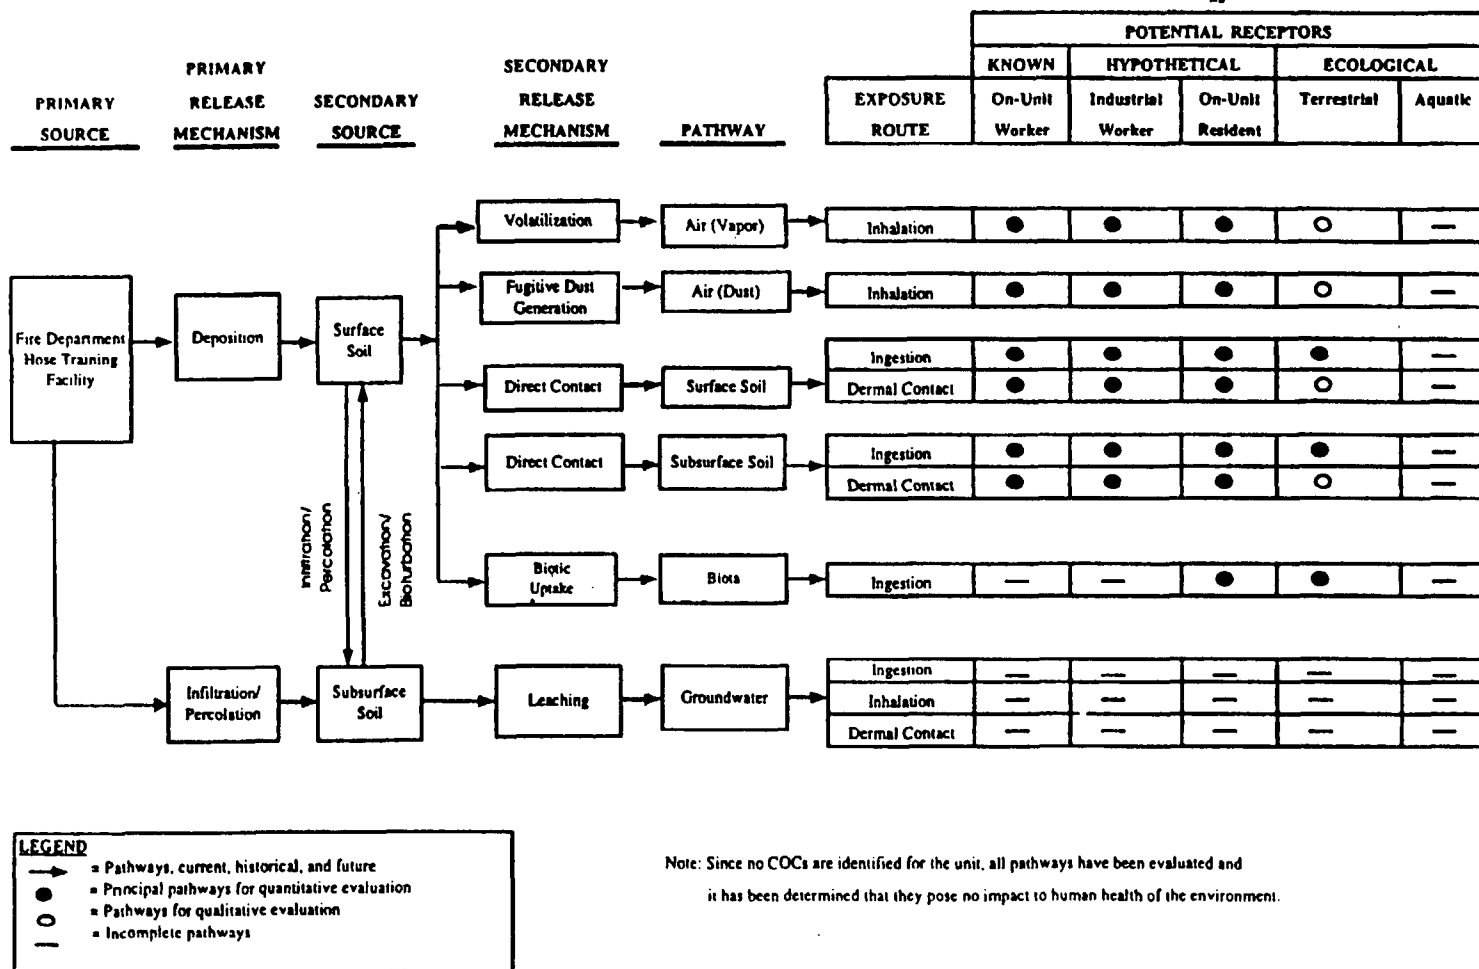 POTENTIAL RECEPTORS
KNOWN HYPOTHETICAL ECOLOGICAL
PRIMARY SOURCE
PRIMARY RELEASE MECHANISM
SECONDARY SOURCE
SECONDARY RELEASE MECHANISM
PATHWAY
EXPOSURE ROUTE
On-Unit Worker
Industrial Worker
On-Unit Resident
Terrestrial
Aquatic
Volatilization
Air (Vapor)
Inhalation ● ● ● ○ —
Fugitive Dust
Generation
Air (Dust)
Inhalation ● ● ● ○ —
Fire Department
Hose Training
Facility
Deposition
Surface
Soil
Direct Contact
Surface Soil
Ingestion ● ● ● ● —
Dermal Contact ● ● ● ○ —
Direct Contact
Subsurface Soil
Ingestion ● ● ● ● —
Dermal Contact ● ● ● ○ —
Infiltration/
Percolation
Excavation/
Bioturbation
Biotic
Uptake
Biota
Ingestion — — ● ● —
Infiltration/
Percolation
Subsurface
Soil
Leaching
Groundwater
Ingestion — — — — —
Inhalation — — — — —
Dermal Contact — — — — —
LEGEND
→ = Pathways, current, historical, and future
● = Principal pathways for quantitative evaluation
○ = Pathways for qualitative evaluation
— = Incomplete pathways
Note: Since no COCs are identified for the unit, all pathways have been evaluated and
it has been determined that they pose no impact to human health of the environment.